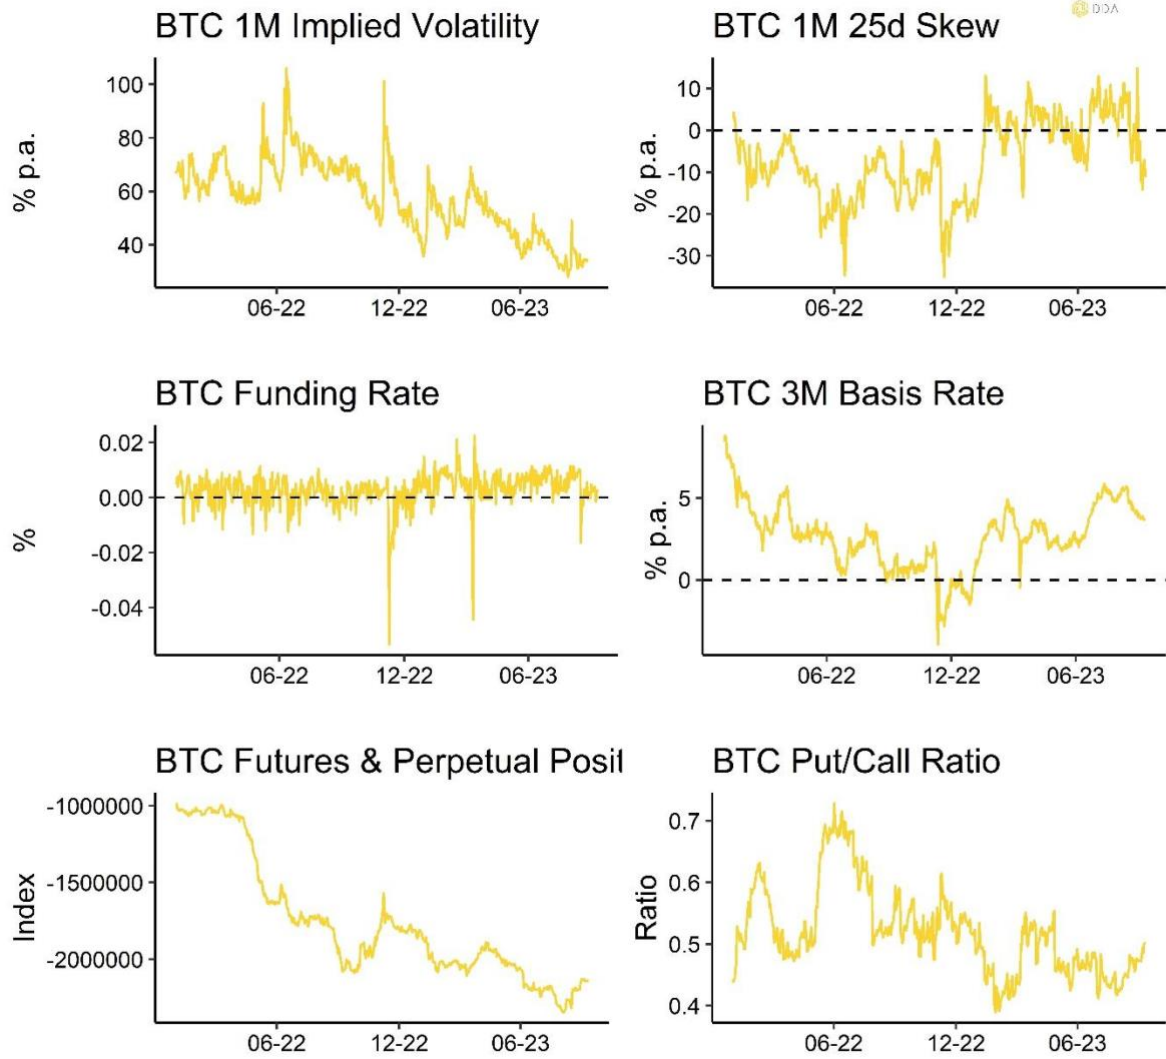 DDA
BTC 1M Implied Volatility
% p.a.
100
80
60
40
06-22 12-22 06-23
BTC 1M 25d Skew
% p.a.
10
0
-10
-20
-30
06-22 12-22 06-23
BTC Funding Rate
%
0.02
0.00
-0.02
-0.04
06-22 12-22 06-23
BTC 3M Basis Rate
% p.a.
5
0
06-22 12-22 06-23
BTC Futures & Perpetual Posit
Index
-1000000
-1500000
-2000000
06-22 12-22 06-23
BTC Put/Call Ratio
Ratio
0.7
0.6
0.5
0.4
06-22 12-22 06-23